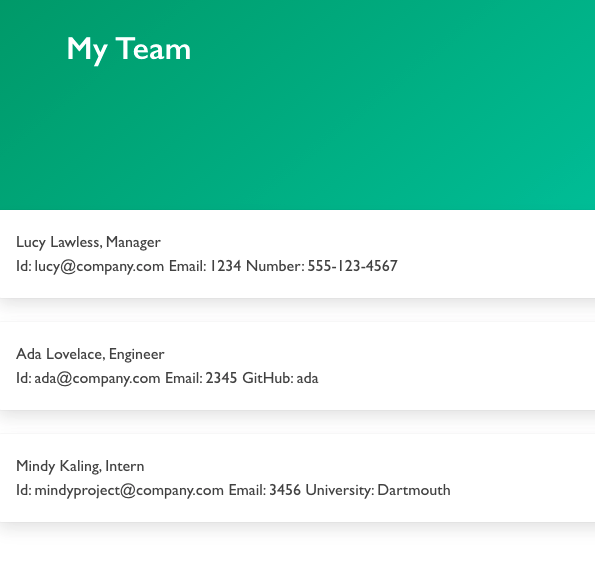 My Team
Lucy Lawless, Manager
Id: lucy@company.com Email: 1234 Number: 555-123-4567
Ada Lovelace, Engineer
Id: ada@company.com Email: 2345 GitHub: ada
Mindy Kaling, Intern
Id: mindyproject@company.com Email: 3456 University: Dartmouth